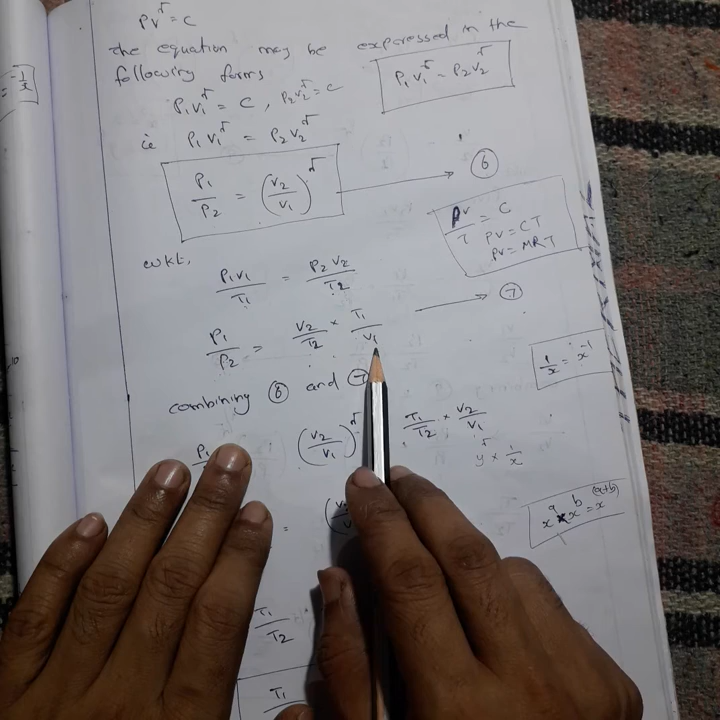 PV^γ = C
the equation may be expressed in the
following forms
P₁V₁^γ = C , P₂V₂^γ = C
P₁V₁^γ = P₂V₂^γ
ie P₁V₁^γ = P₂V₂^γ
P₁/P₂ = (V₂/V₁)^γ → ⑥
PV/T = C
PV = CT
PV = MRT
wkt,
P₁V₁/T₁ = P₂V₂/T₂
P₁/P₂ = V₂/T₂ × T₁/V₁ → ⑦
1/x = x⁻¹
combining ⑥ and ⑦
P₁ (V₂/V₁)^γ T₁/T₂ × V₂/V₁
y × 1/x
x^a × x^b = x^(a+b)
=
T₁/T₂
T₁
= -1/x